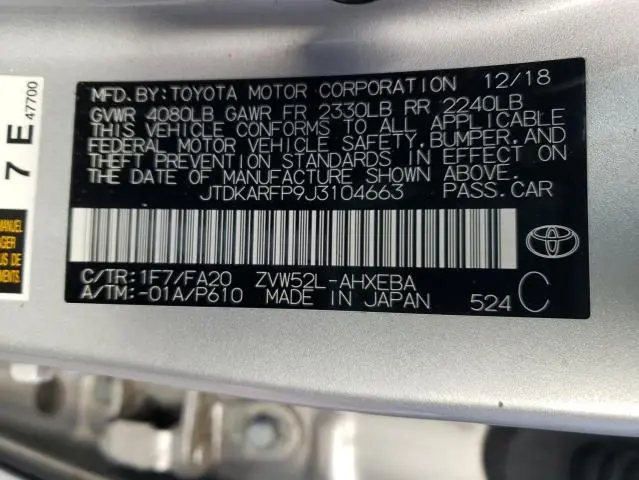 MFD.BY:TOYOTA MOTOR CORPORATION 12/18
GVWR 4080LB GAWR FR 2330LB RR 2240LB
THIS VEHICLE CONFORMS TO ALL APPLICABLE
FEDERAL MOTOR VEHICLE SAFETY,BUMPER,AND
THEFT PREVENTION STANDARDS IN EFFECT ON
THE DATE OF MANUFACTURE SHOWN ABOVE.
JTDKARFP9J3104663 PASS.CAR
C/TR: 1F7/FA20 ZVW52L-AHXEBA
A/TM:-01A/P610 MADE IN JAPAN 524 C
7 E 47700
MANUEL